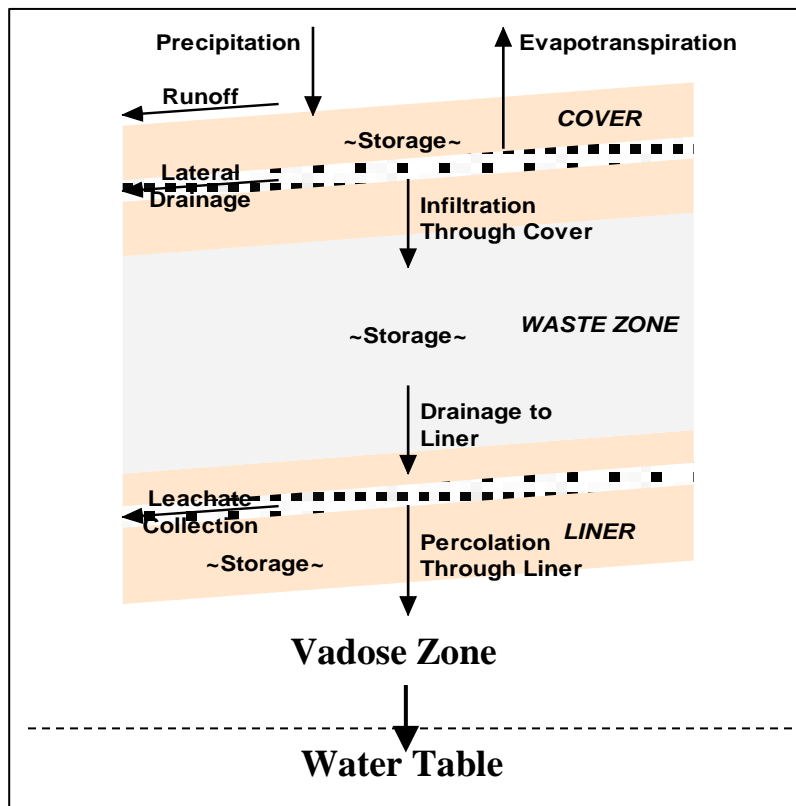 Precipitation
Evapotranspiration
Runoff
COVER
~Storage~
Lateral
Drainage
Infiltration
Through Cover
~Storage~
WASTE ZONE
Drainage to
Liner
Leachate
Collection
LINER
Percolation
Through Liner
~Storage~
Vadose Zone
Water Table